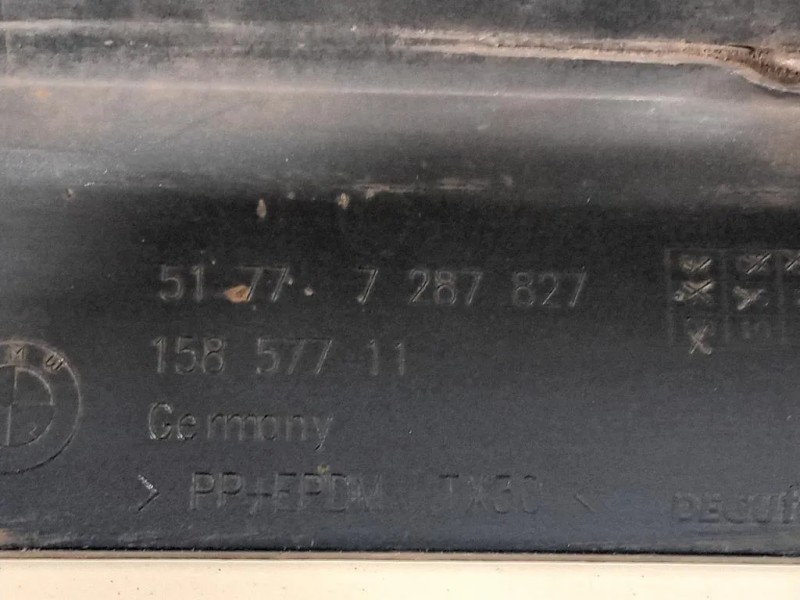 51 77 7 287 827
158 577 11
Germany
> PP+EPDM TX30 <